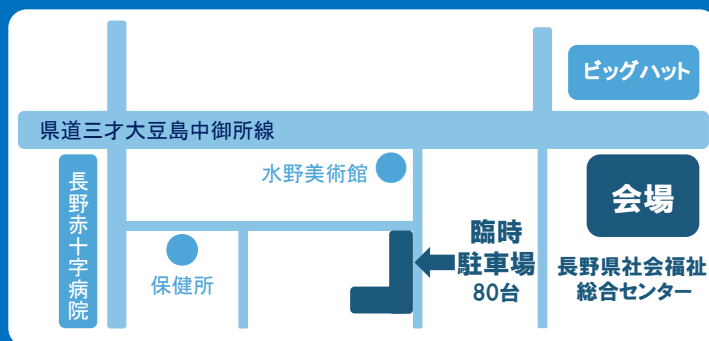 ビッグハット
県道三才大豆島中御所線
水野美術館
長野赤十字病院
保健所
臨時
駐車場
80台
会場
長野県社会福祉
総合センター